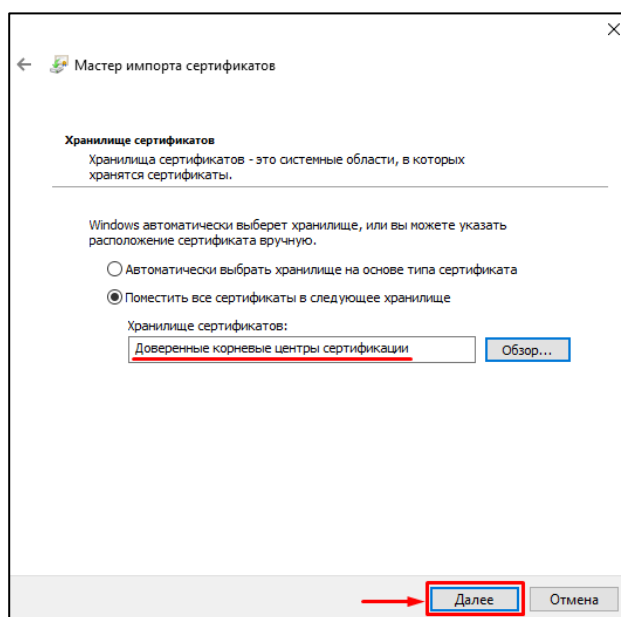 Мастер импорта сертификатов
Хранилище сертификатов
Хранилища сертификатов - это системные области, в которых
хранятся сертификаты.
Windows автоматически выберет хранилище, или вы можете указать
расположение сертификата вручную.
Автоматически выбрать хранилище на основе типа сертификата
Поместить все сертификаты в следующее хранилище
Хранилище сертификатов:
Доверенные корневые центры сертификации
Обзор...
Далее
Отмена